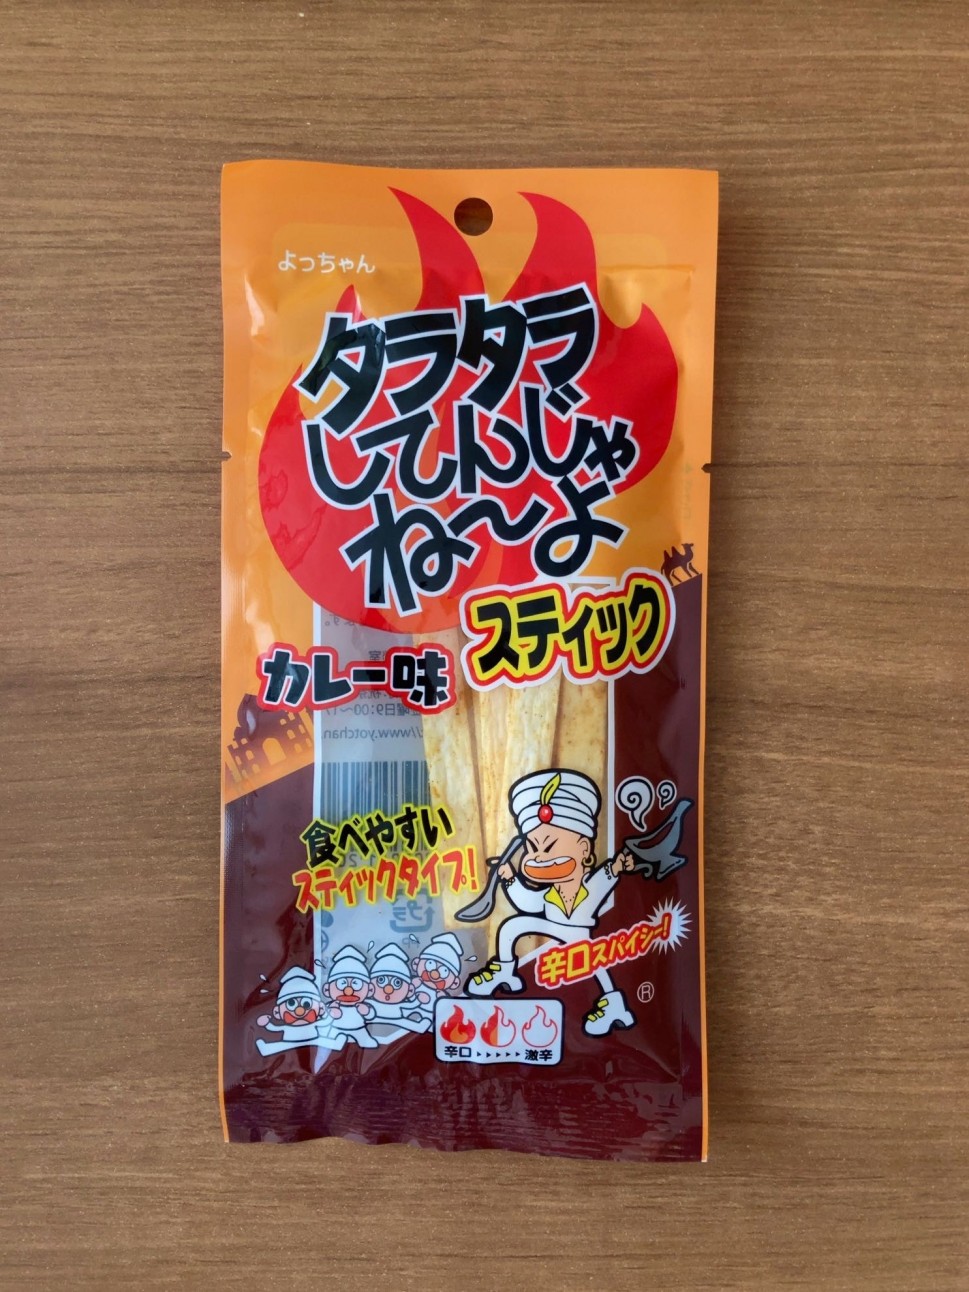 よっちゃん
タラタラ
してんじゃ
ね〜よ
スティック
カレー味
食べやすい
スティックタイプ!
辛口スパイシー!
®
辛口 激辛